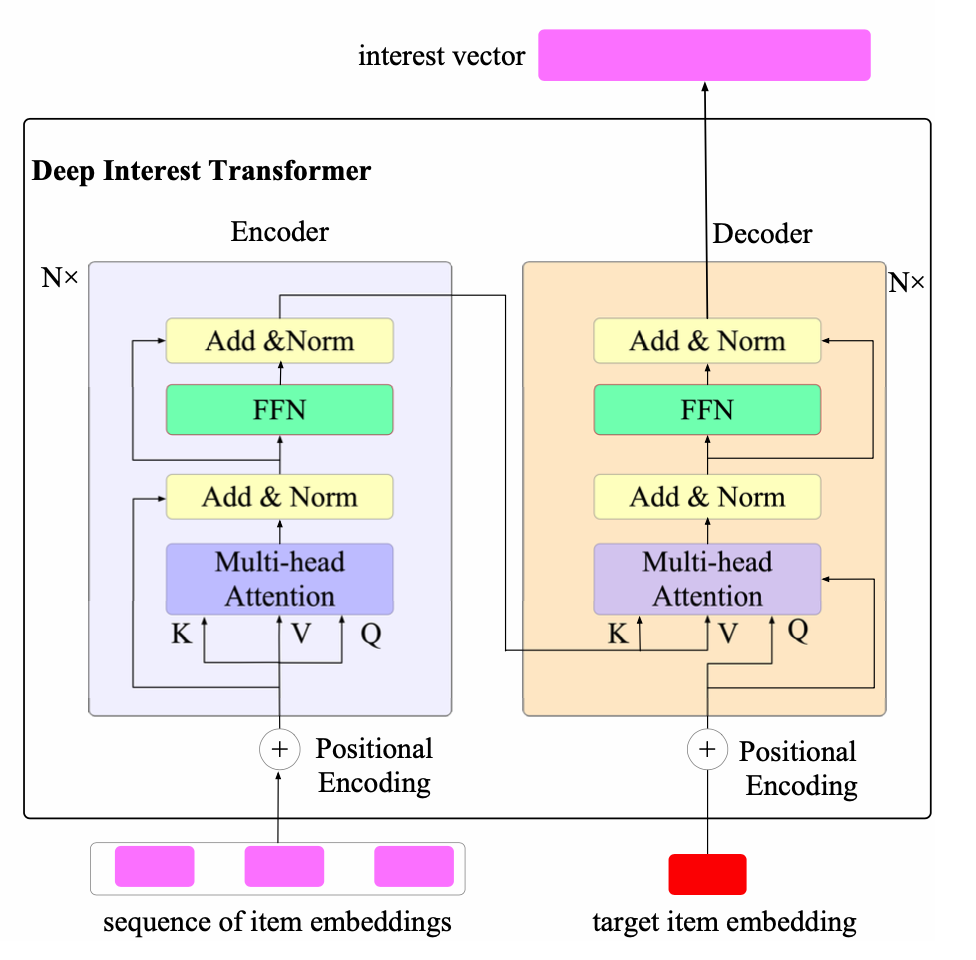 interest vector
Deep Interest Transformer
Encoder
Decoder
N×
N×
Add &Norm
FFN
Add & Norm
Multi-head
Attention
K
V
Q
Add & Norm
FFN
Add & Norm
Multi-head
Attention
K
V
Q
+
Positional
Encoding
+
Positional
Encoding
sequence of item embeddings
target item embedding